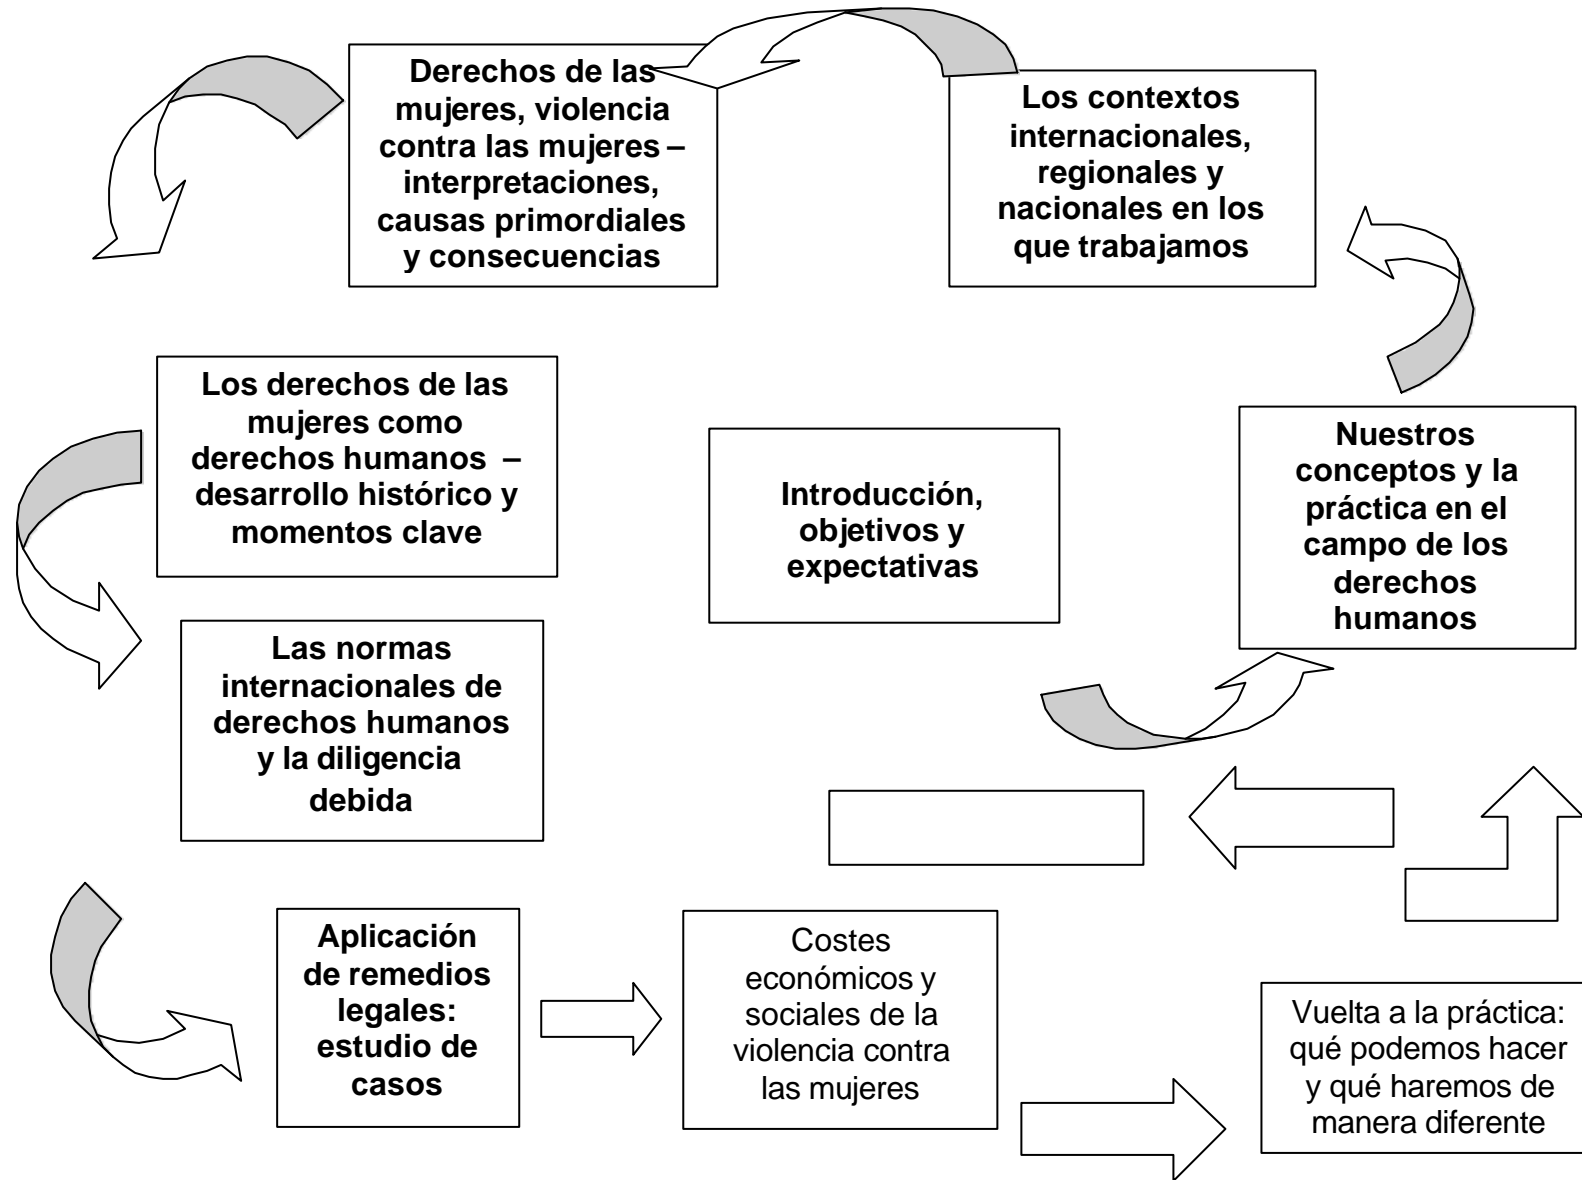 Derechos de las
mujeres, violencia
contra las mujeres –
interpretaciones,
causas primordiales
y consecuencias
Los contextos
internacionales,
regionales y
nacionales en los
que trabajamos
Los derechos de las
mujeres como
derechos humanos –
desarrollo histórico y
momentos clave
Introducción,
objetivos y
expectativas
Nuestros
conceptos y la
práctica en el
campo de los
derechos
humanos
Las normas
internacionales de
derechos humanos
y la diligencia
debida
Aplicación
de remedios
legales:
estudio de
casos
Costes
económicos y
sociales de la
violencia contra
las mujeres
Vuelta a la práctica:
qué podemos hacer
y qué haremos de
manera diferente